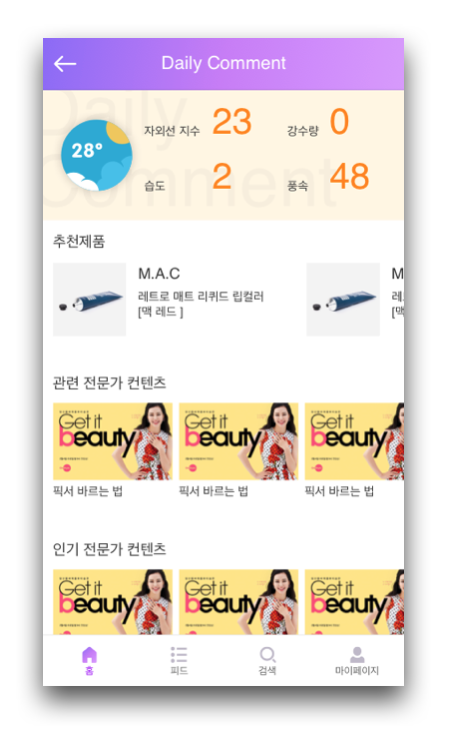 Daily Comment
Daily
Comment
28°
자외선 지수 23
강수량 0
습도 2
풍속 48
추천제품
M.A.C
레트로 매트 리퀴드 립컬러
[맥 레드 ]
M
레
[맥
관련 전문가 컨텐츠
Get it
beauty
Get it
beauty
Get it
beauty
픽서 바르는 법
픽서 바르는 법
픽서 바르는 법
인기 전문가 컨텐츠
Get it
beauty
Get it
beauty
Get it
beauty
홈
피드
검색
마이페이지